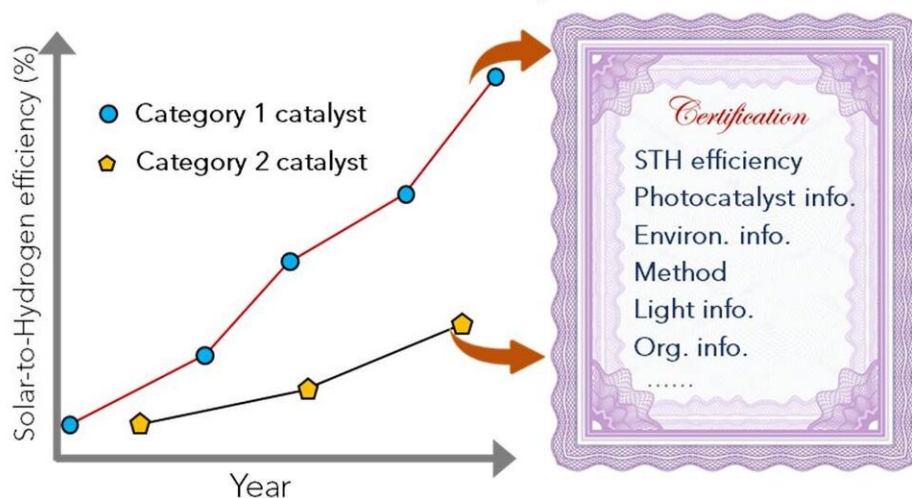 Solar-to-Hydrogen efficiency (%)
Category 1 catalyst
Category 2 catalyst
Year
Certification
STH efficiency
Photocatalyst info.
Environ. info.
Method
Light info.
Org. info.
......